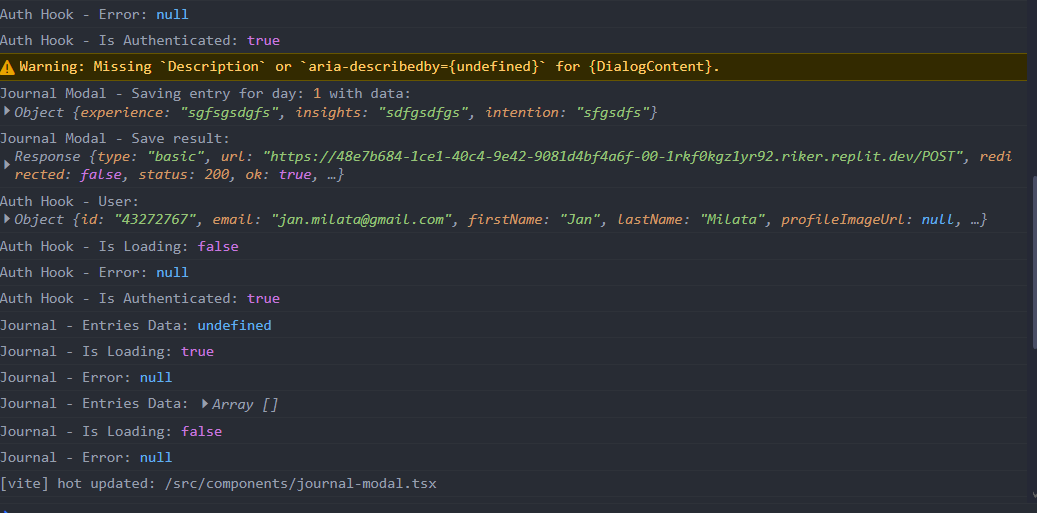 Auth Hook - Error: null
Auth Hook - Is Authenticated: true
Warning: Missing `Description` or `aria-describedby={undefined}` for {DialogContent}.
Journal Modal - Saving entry for day: 1 with data:
Object {experience: "sgfsgsdgfs", insights: "sdfgsdfgs", intention: "sfgsdfs"}
Journal Modal - Save result:
Response {type: "basic", url: "https://48e7b684-1ce1-40c4-9e42-9081d4bf4a6f-00-1rkf0kgz1yr92.riker.replit.dev/POST", redi
rected: false, status: 200, ok: true, …}
Auth Hook - User:
Object {id: "43272767", email: "jan.milata@gmail.com", firstName: "Jan", lastName: "Milata", profileImageUrl: null, …}
Auth Hook - Is Loading: false
Auth Hook - Error: null
Auth Hook - Is Authenticated: true
Journal - Entries Data: undefined
Journal - Is Loading: true
Journal - Error: null
Journal - Entries Data: Array []
Journal - Is Loading: false
Journal - Error: null
[vite] hot updated: /src/components/journal-modal.tsx